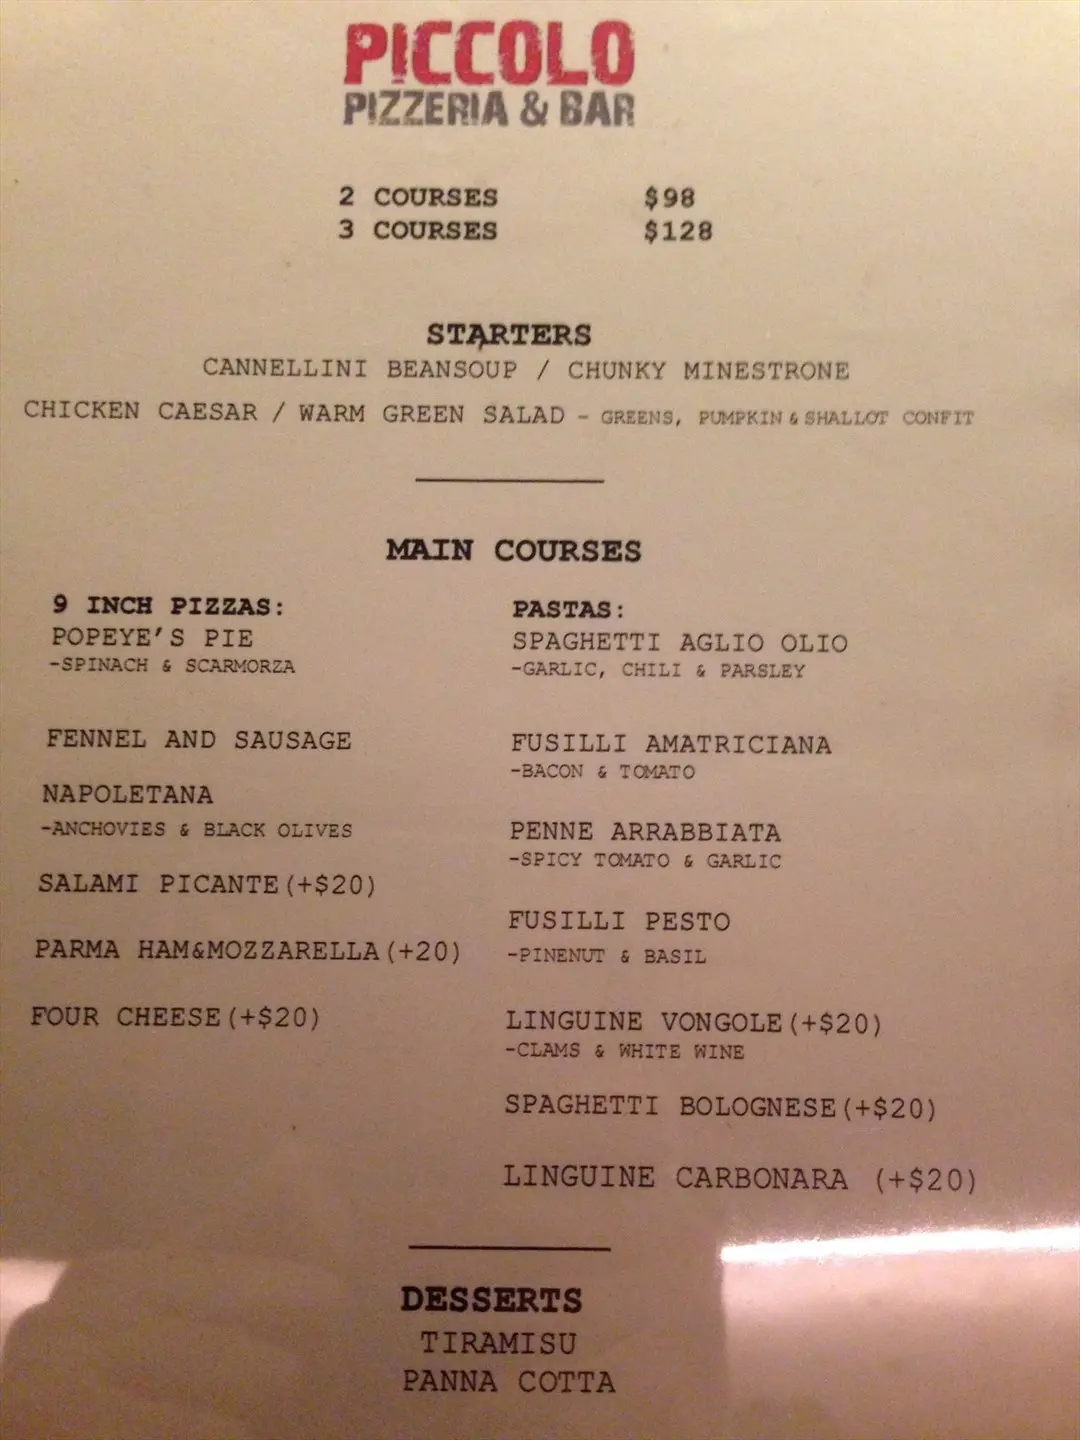 PICCOLO
PIZZERIA & BAR
2 COURSES $98
3 COURSES $128
STARTERS
CANNELLINI BEANSOUP / CHUNKY MINESTRONE
CHICKEN CAESAR / WARM GREEN SALAD - GREENS, PUMPKIN & SHALLOT CONFIT
MAIN COURSES
9 INCH PIZZAS:
POPEYE'S PIE
-SPINACH & SCARMORZA
FENNEL AND SAUSAGE
NAPOLETANA
-ANCHOVIES & BLACK OLIVES
SALAMI PICANTE(+$20)
PARMA HAM&MOZZARELLA(+20)
FOUR CHEESE(+$20)
PASTAS:
SPAGHETTI AGLIO OLIO
-GARLIC, CHILI & PARSLEY
FUSILLI AMATRICIANA
-BACON & TOMATO
PENNE ARRABBIATA
-SPICY TOMATO & GARLIC
FUSILLI PESTO
-PINENUT & BASIL
LINGUINE VONGOLE(+$20)
-CLAMS & WHITE WINE
SPAGHETTI BOLOGNESE(+$20)
LINGUINE CARBONARA (+$20)
DESSERTS
TIRAMISU
PANNA COTTA